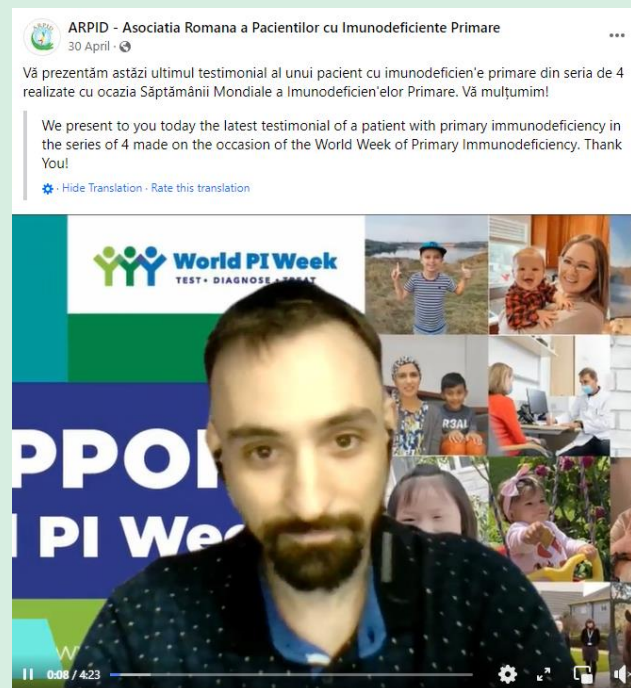 ARPID - Asociatia Romana a Pacientilor cu Imunodeficiente Primare
30 April ·
Vă prezentăm astăzi ultimul testimonial al unui pacient cu imunodeficien'e primare din seria de 4
realizate cu ocazia Săptămânii Mondiale a Imunodeficien'elor Primare. Vă mulțumim!
We present to you today the latest testimonial of a patient with primary immunodeficiency in
the series of 4 made on the occasion of the World Week of Primary Immunodeficiency. Thank
You!
· Hide Translation · Rate this translation
World PI Week
TEST • DIAGNOSE •
R3AL
PPO
PI We
W
0:08 / 4:23